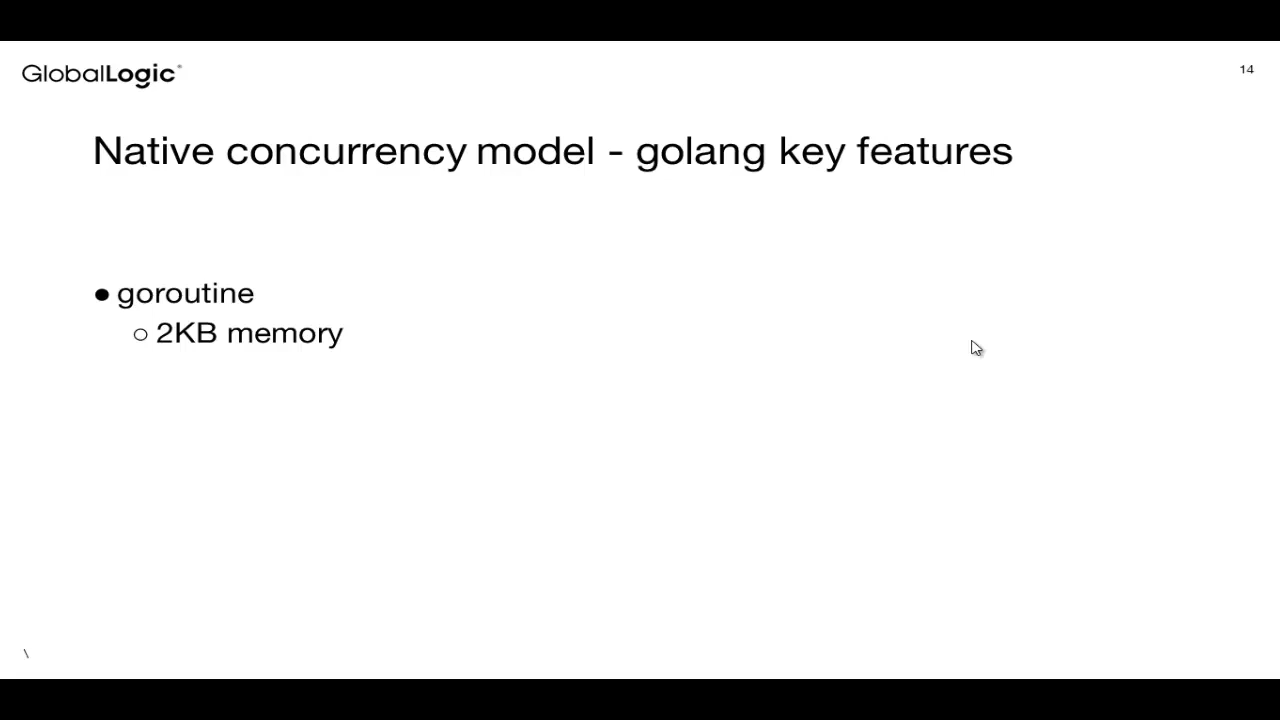 GlobalLogic®
14
Native concurrency model - golang key features
● goroutine
○ 2KB memory
\